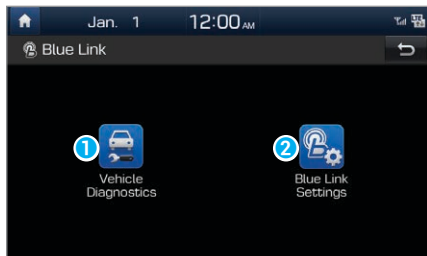 Jan. 1 12:00 AM
Blue Link
1
2
Vehicle
Diagnostics
Blue Link
Settings